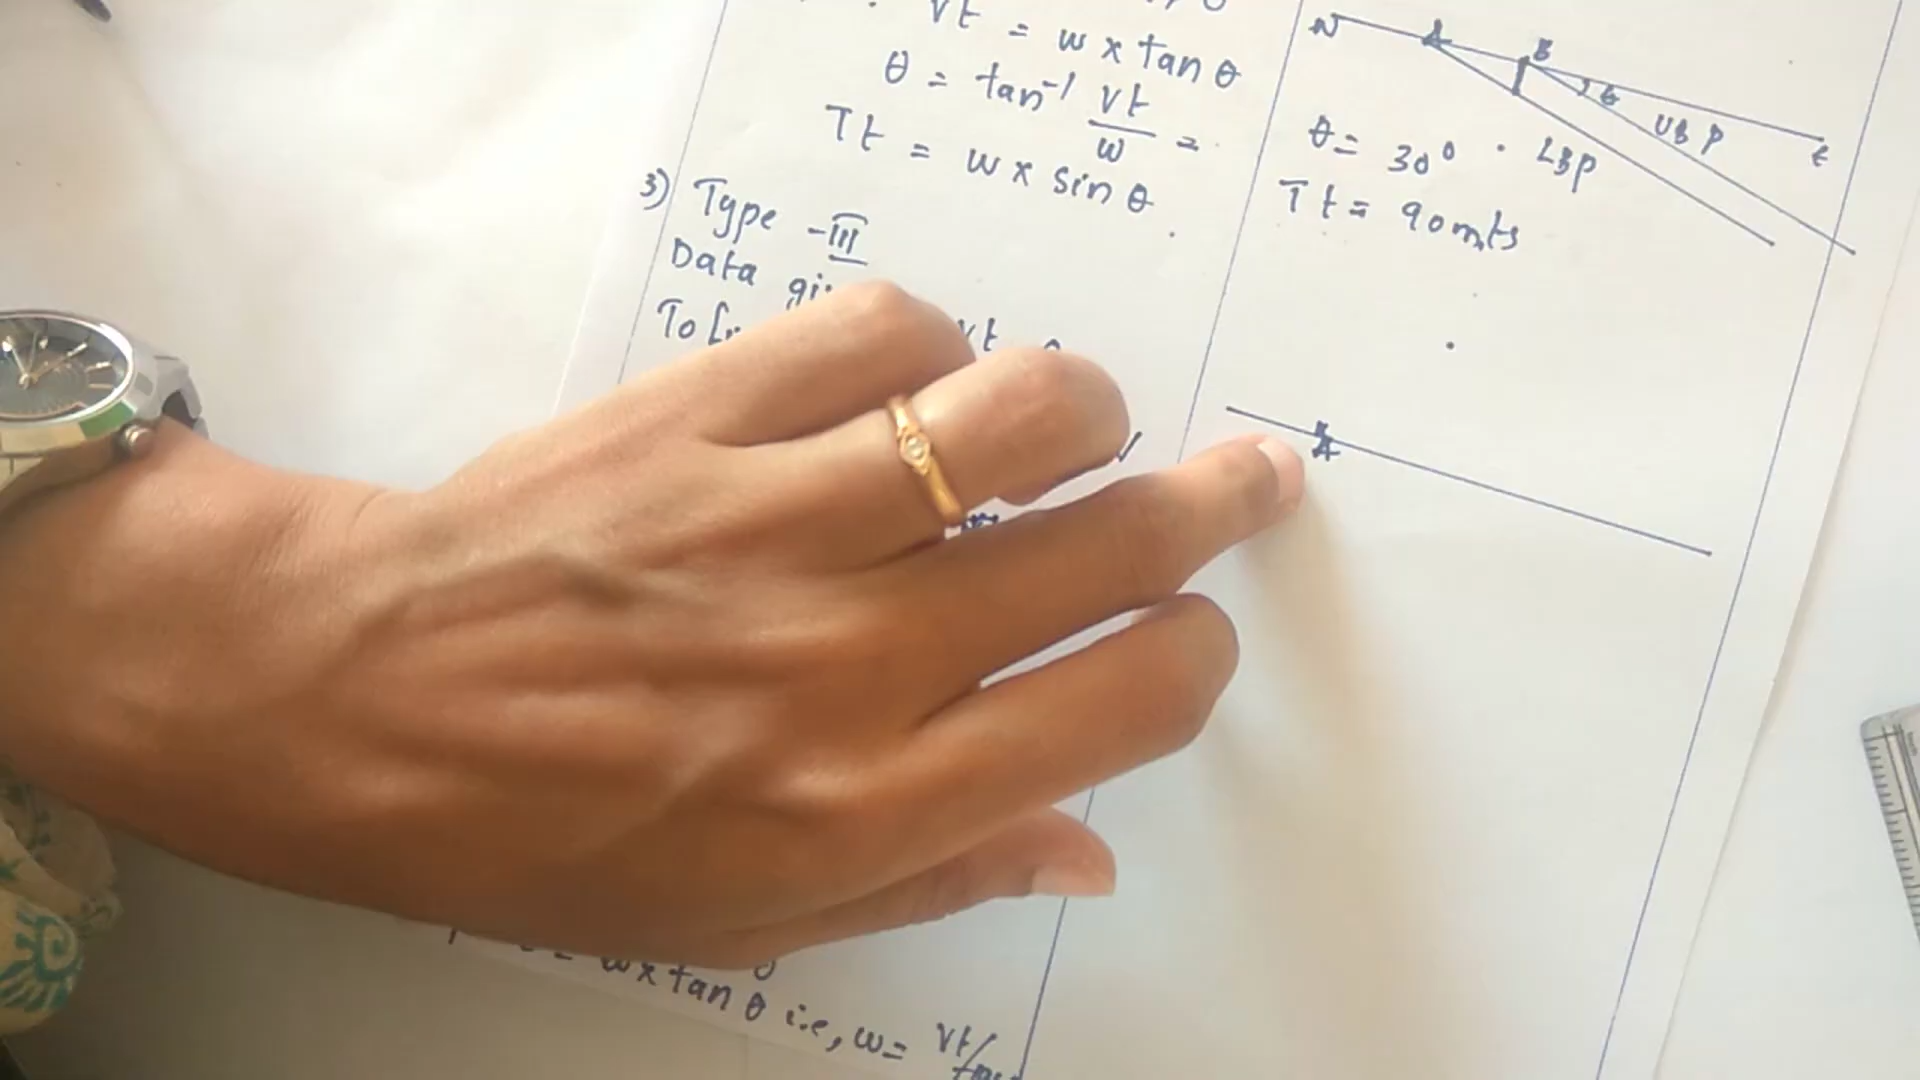 Vt = w x tan θ
θ = tan⁻¹ Vt/w =
Tt = w x sin θ
3) Type -III
Data
To
Vt
w x tan θ i.e, w= Vt/
W A B
θ
UBP
E
θ= 30° LBP
Tt= 90mts
A